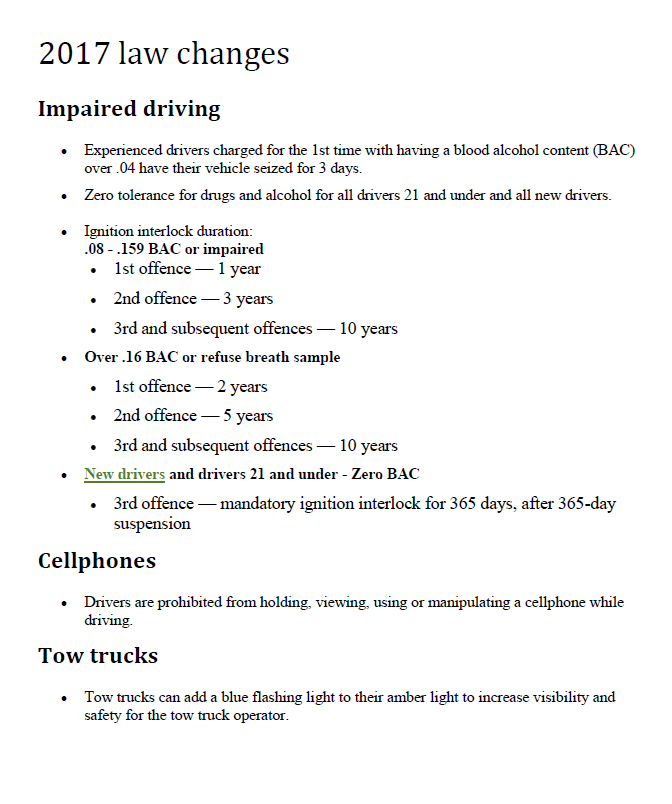 2017 law changes
Impaired driving
• Experienced drivers charged for the 1st time with having a blood alcohol content (BAC)
over .04 have their vehicle seized for 3 days.
• Zero tolerance for drugs and alcohol for all drivers 21 and under and all new drivers.
• Ignition interlock duration:
.08 - .159 BAC or impaired
• 1st offence — 1 year
• 2nd offence — 3 years
• 3rd and subsequent offences — 10 years
• Over .16 BAC or refuse breath sample
• 1st offence — 2 years
• 2nd offence — 5 years
• 3rd and subsequent offences — 10 years
• New drivers and drivers 21 and under - Zero BAC
• 3rd offence — mandatory ignition interlock for 365 days, after 365-day
suspension
Cellphones
• Drivers are prohibited from holding, viewing, using or manipulating a cellphone while
driving.
Tow trucks
• Tow trucks can add a blue flashing light to their amber light to increase visibility and
safety for the tow truck operator.